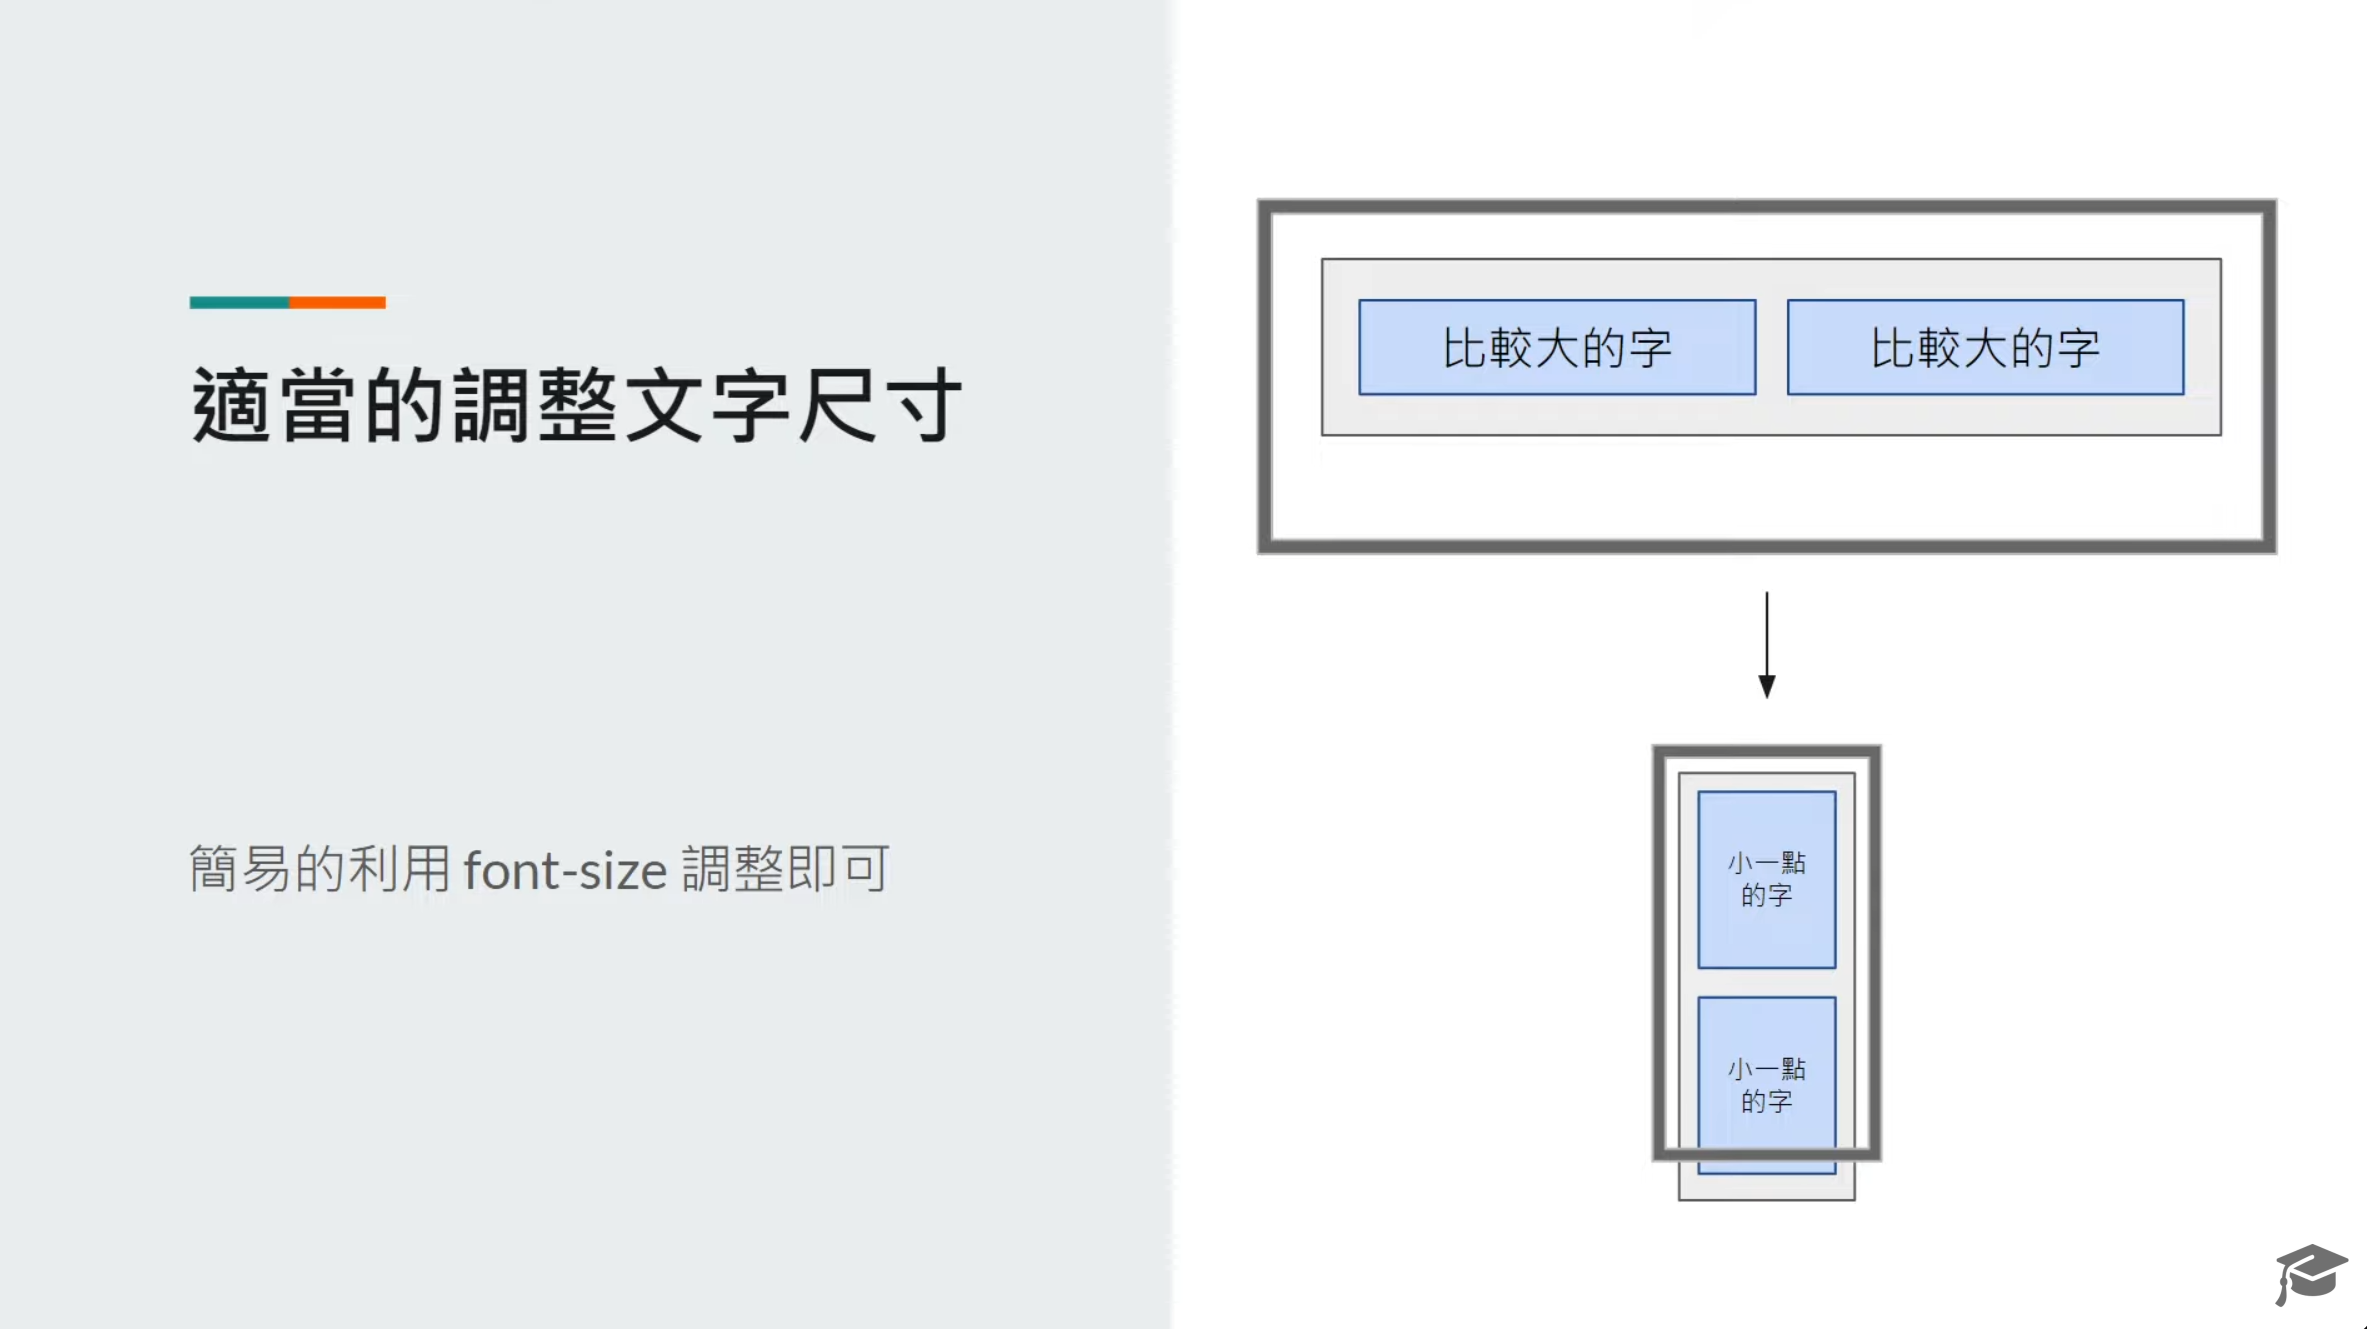 適當的調整文字尺寸
簡易的利用 font-size 調整即可
比較大的字
比較大的字
小一點
的字
小一點
的字